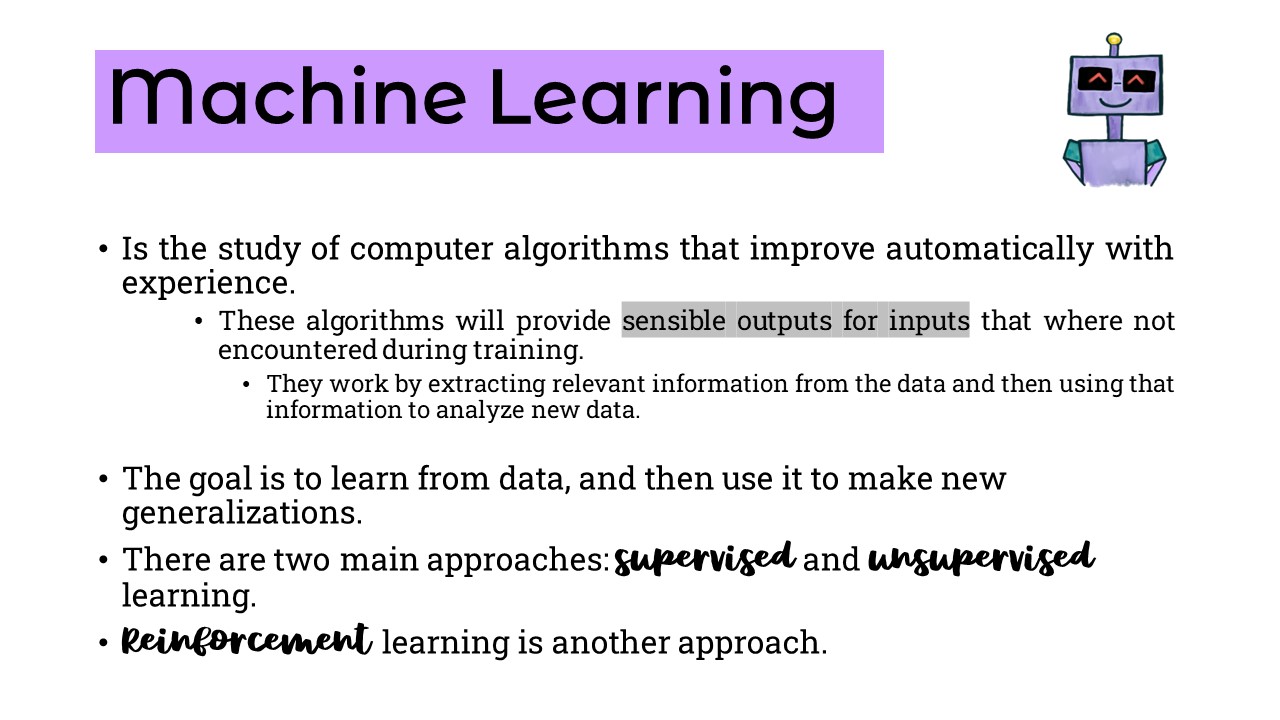 Machine Learning
• Is the study of computer algorithms that improve automatically with
experience.
• These algorithms will provide sensible outputs for inputs that where not
encountered during training.
• They work by extracting relevant information from the data and then using that
information to analyze new data.
• The goal is to learn from data, and then use it to make new
generalizations.
• There are two main approaches: supervised and unsupervised
learning.
• Reinforcement learning is another approach.